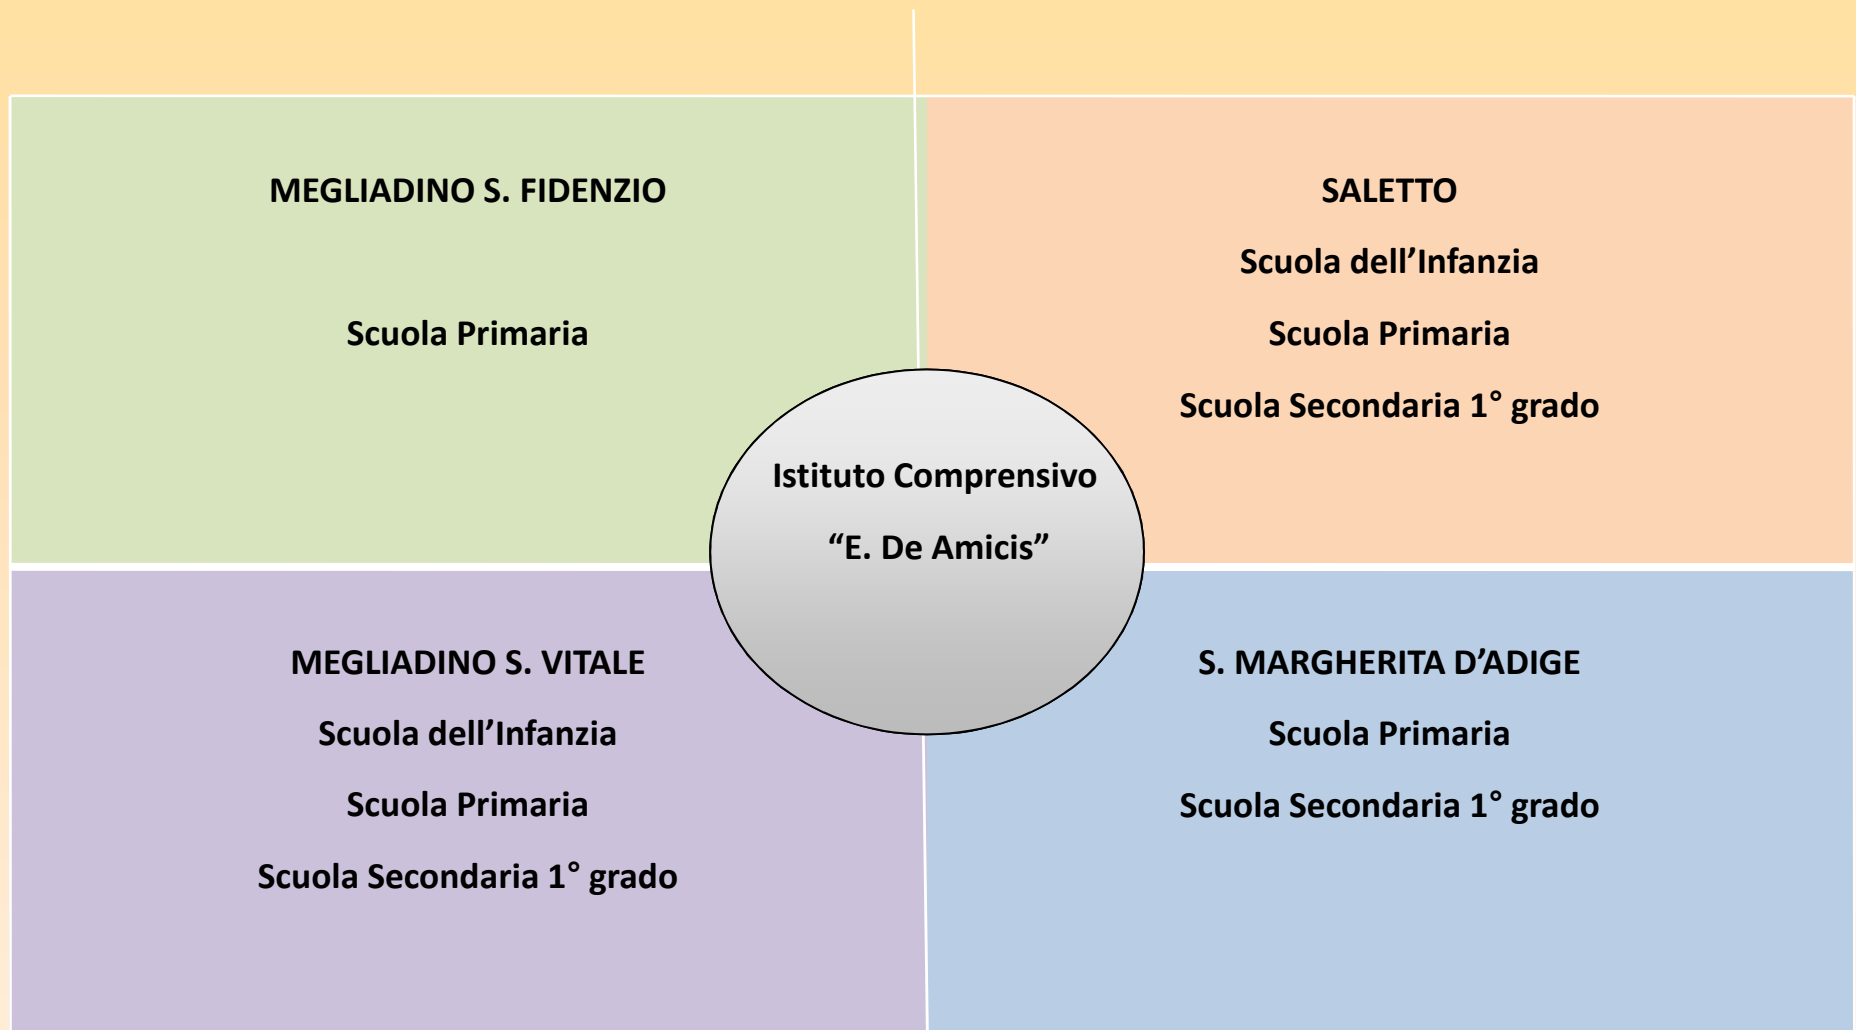 MEGLIADINO S. FIDENZIO
Scuola Primaria
SALETTO
Scuola dell’Infanzia
Scuola Primaria
Scuola Secondaria 1° grado
Istituto Comprensivo
“E. De Amicis”
MEGLIADINO S. VITALE
Scuola dell’Infanzia
Scuola Primaria
Scuola Secondaria 1° grado
S. MARGHERITA D’ADIGE
Scuola Primaria
Scuola Secondaria 1° grado